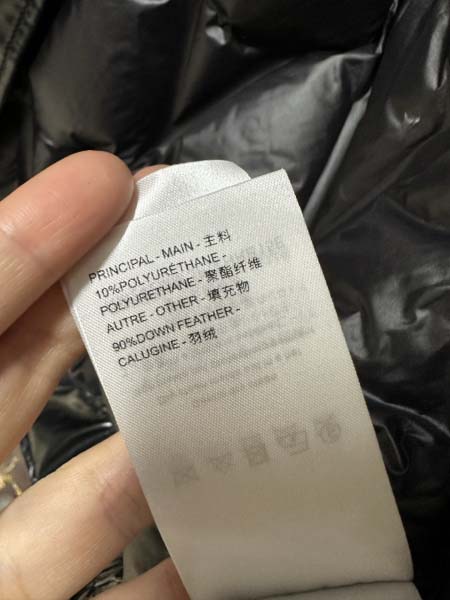 PRINCIPAL - MAIN - 主料
10%POLYURÉTHANE -
POLYURETHANE - 聚酯纤维
AUTRE - OTHER - 填充物
90%DOWN FEATHER -
CALUGINE - 羽绒